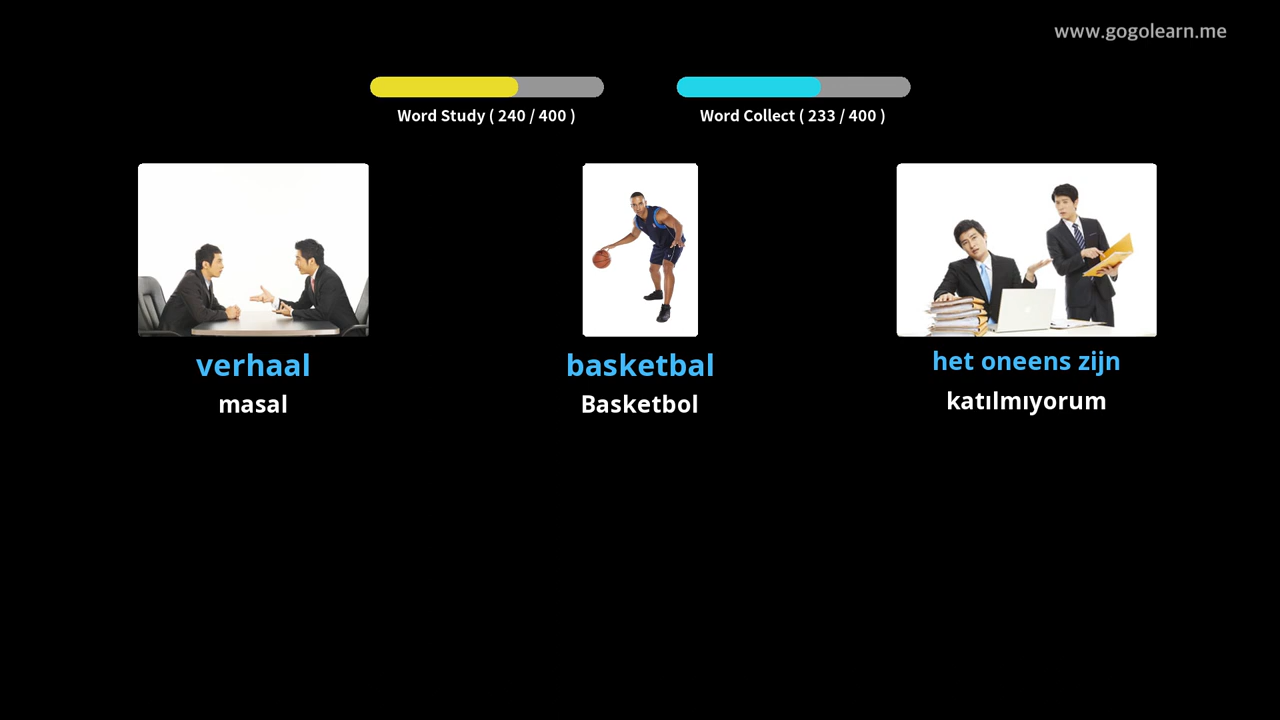 www.gogolearn.me
Word Study ( 240 / 400 )
Word Collect ( 233 / 400 )
verhaal
masal
basketbal
Basketbol
het oneens zijn
katılmıyorum